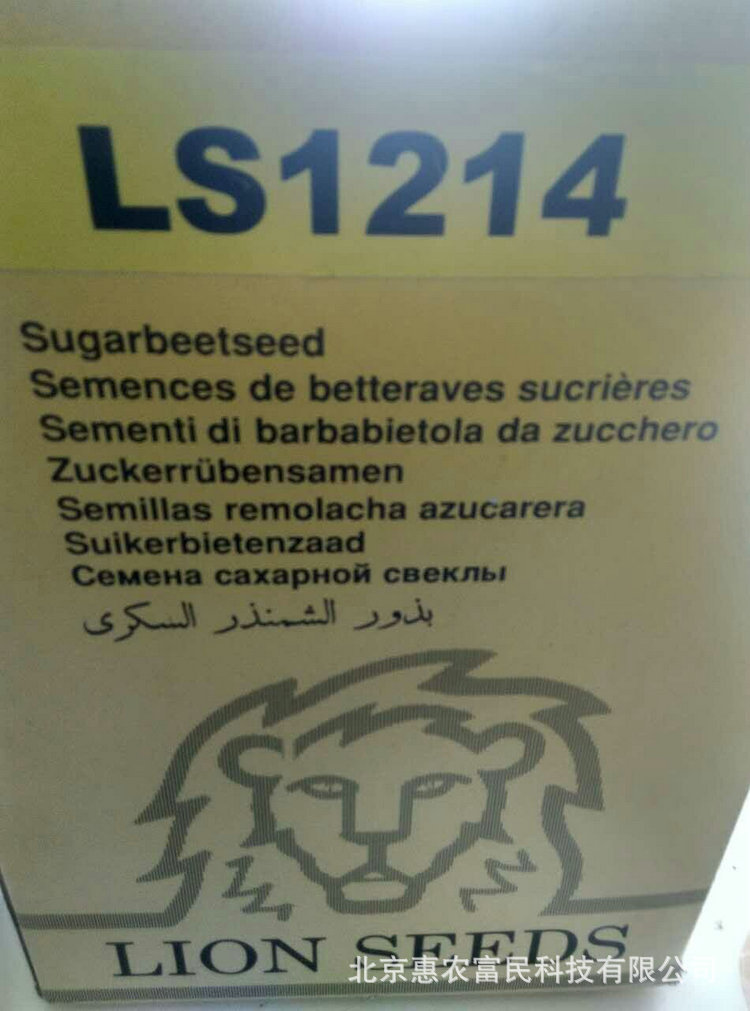 LS1214
Sugarbeetseed
Semences de betteraves sucrières
Sementi di barbabietola da zucchero
Zuckerrübensamen
Semillas remolacha azucarera
Suikerbietenzaad
Семена сахарной свеклы
بذور الشمنذر السكرى
LION SEEDS
北京惠农富民科技有限公司